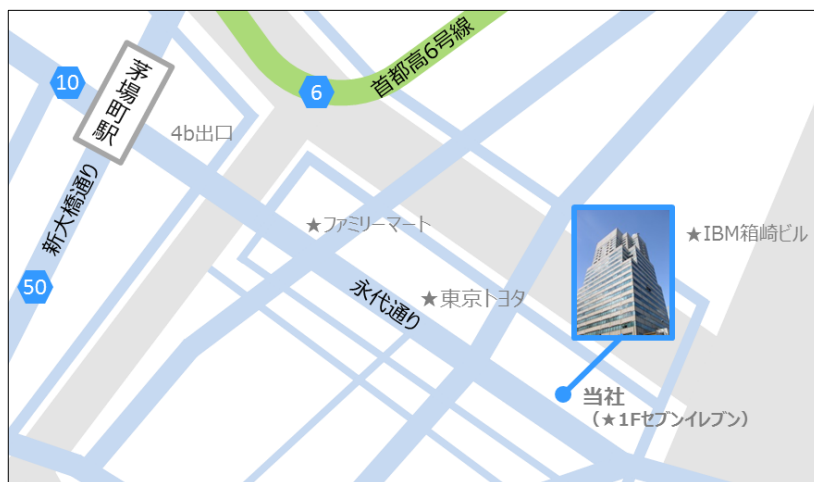 首都高6号線
6
10
茅場町駅
4b出口
新大橋通り
50
★ファミリーマート
★IBM箱崎ビル
永代通り
★東京トヨタ
当社
（★1Fセブンイレブン）